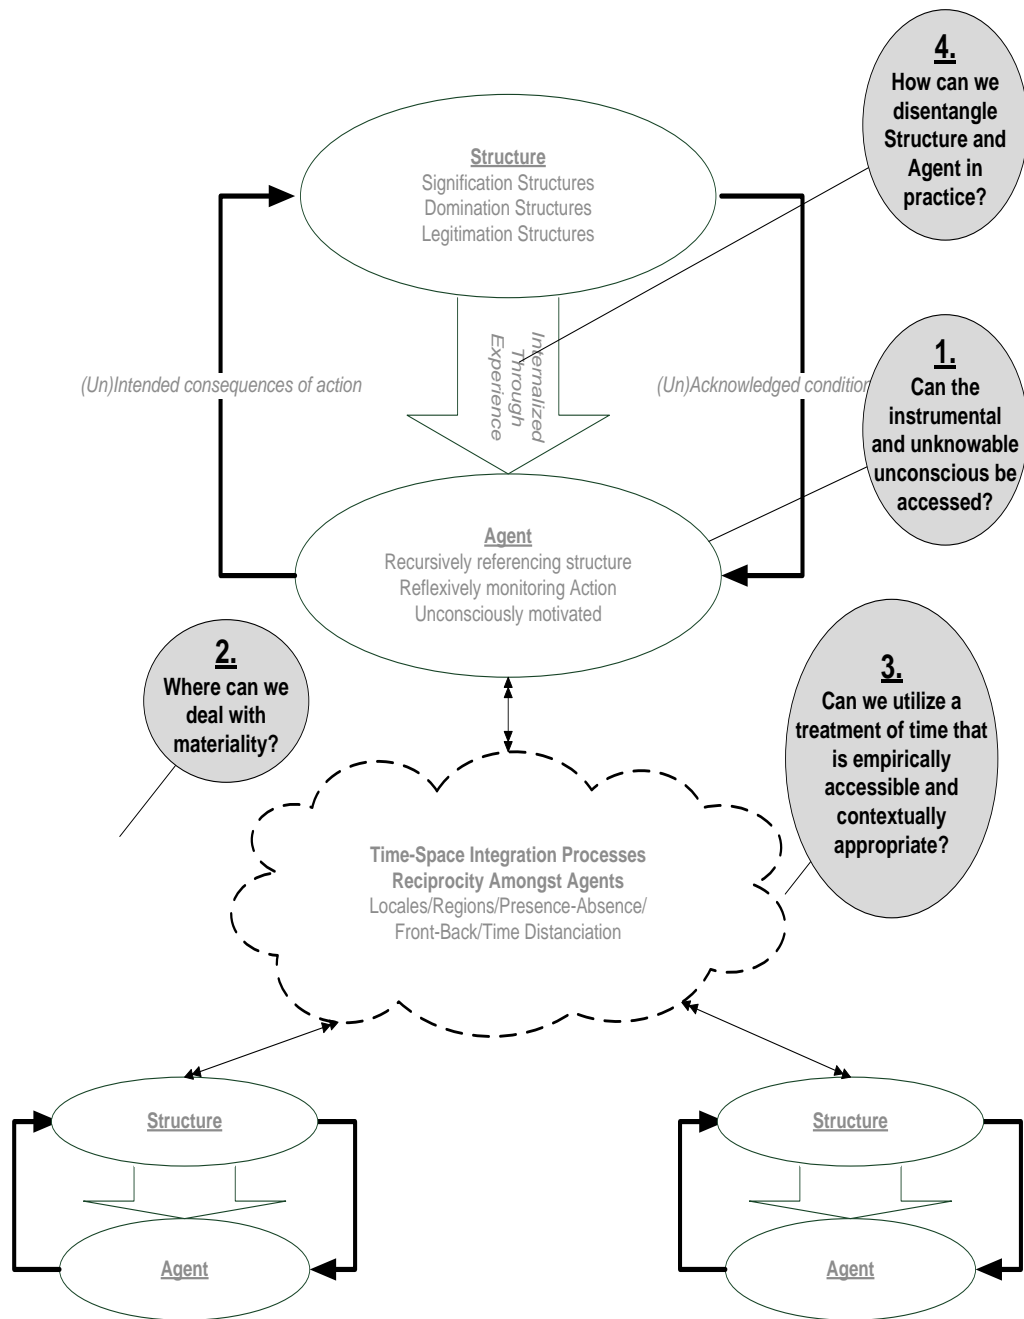 4.
How can we
disentangle
Structure and
Agent in
practice?
Structure
Signification Structures
Domination Structures
Legitimation Structures
Internalized
Through
Experience
(Un)Intended consequences of action
(Un)Acknowledged condition
1.
Can the
instrumental
and unknowable
unconscious be
accessed?
Agent
Recursively referencing structure
Reflexively monitoring Action
Unconsciously motivated
2.
Where can we
deal with
materiality?
3.
Can we utilize a
treatment of time that
is empirically
accessible and
contextually
appropriate?
Time-Space Integration Processes
Reciprocity Amongst Agents
Locales/Regions/Presence-Absence/
Front-Back/Time Distanciation
Structure
Agent
Structure
Agent